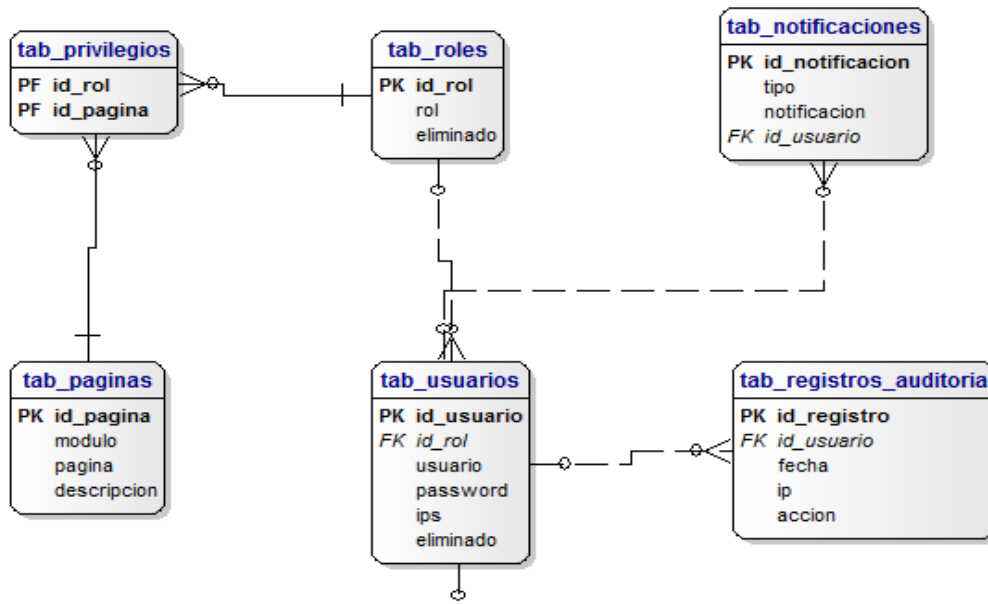 tab_privilegios
PF id_rol
PF id_pagina
tab_roles
PK id_rol
rol
eliminado
tab_notificaciones
PK id_notificacion
tipo
notificacion
FK id_usuario
tab_paginas
PK id_pagina
modulo
pagina
descripcion
tab_usuarios
PK id_usuario
FK id_rol
usuario
password
ips
eliminado
tab_registros_auditoria
PK id_registro
FK id_usuario
fecha
ip
accion